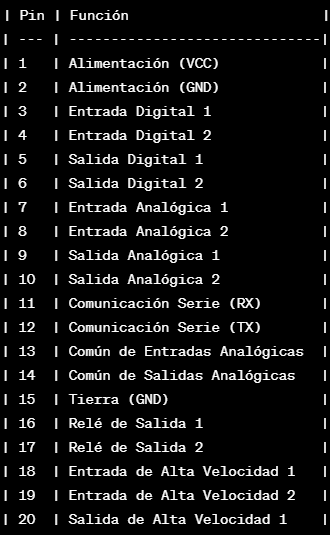 | Pin | Función                      |
| --- | -----------------------------|
| 1   | Alimentación (VCC)           |
| 2   | Alimentación (GND)           |
| 3   | Entrada Digital 1            |
| 4   | Entrada Digital 2            |
| 5   | Salida Digital 1             |
| 6   | Salida Digital 2             |
| 7   | Entrada Analógica 1          |
| 8   | Entrada Analógica 2          |
| 9   | Salida Analógica 1           |
| 10  | Salida Analógica 2           |
| 11  | Comunicación Serie (RX)      |
| 12  | Comunicación Serie (TX)      |
| 13  | Común de Entradas Analógicas |
| 14  | Común de Salidas Analógicas  |
| 15  | Tierra (GND)                 |
| 16  | Relé de Salida 1             |
| 17  | Relé de Salida 2             |
| 18  | Entrada de Alta Velocidad 1  |
| 19  | Entrada de Alta Velocidad 2  |
| 20  | Salida de Alta Velocidad 1   |